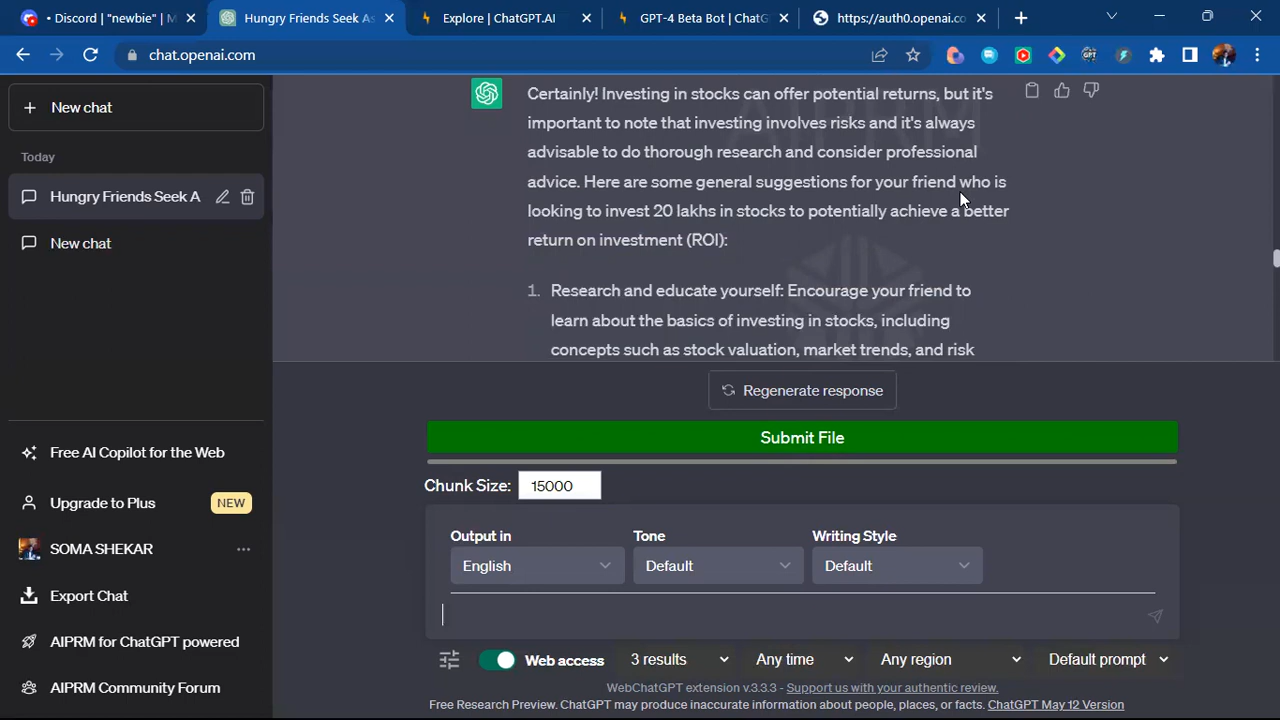 • Discord | "newbie" | M
Hungry Friends Seek As
Explore | ChatGPT.AI
GPT-4 Beta Bot | ChatG
https://auth0.openai.co
chat.openai.com
GPT
New chat
Today
Hungry Friends Seek A
New chat
Free AI Copilot for the Web
Upgrade to Plus
NEW
SOMA SHEKAR
Export Chat
AIPRM for ChatGPT powered
AIPRM Community Forum
AIPRM
Certainly! Investing in stocks can offer potential returns, but it's
important to note that investing involves risks and it's always
advisable to do thorough research and consider professional
advice. Here are some general suggestions for your friend who is
looking to invest 20 lakhs in stocks to potentially achieve a better
return on investment (ROI):
1. Research and educate yourself: Encourage your friend to
learn about the basics of investing in stocks, including
concepts such as stock valuation, market trends, and risk
Regenerate response
Submit File
Chunk Size: 15000
Output in Tone Writing Style
English Default Default
Web access 3 results Any time Any region Default prompt
WebChatGPT extension v.3.3.3 - Support us with your authentic review.
Free Research Preview. ChatGPT may produce inaccurate information about people, places, or facts. ChatGPT May 12 Version